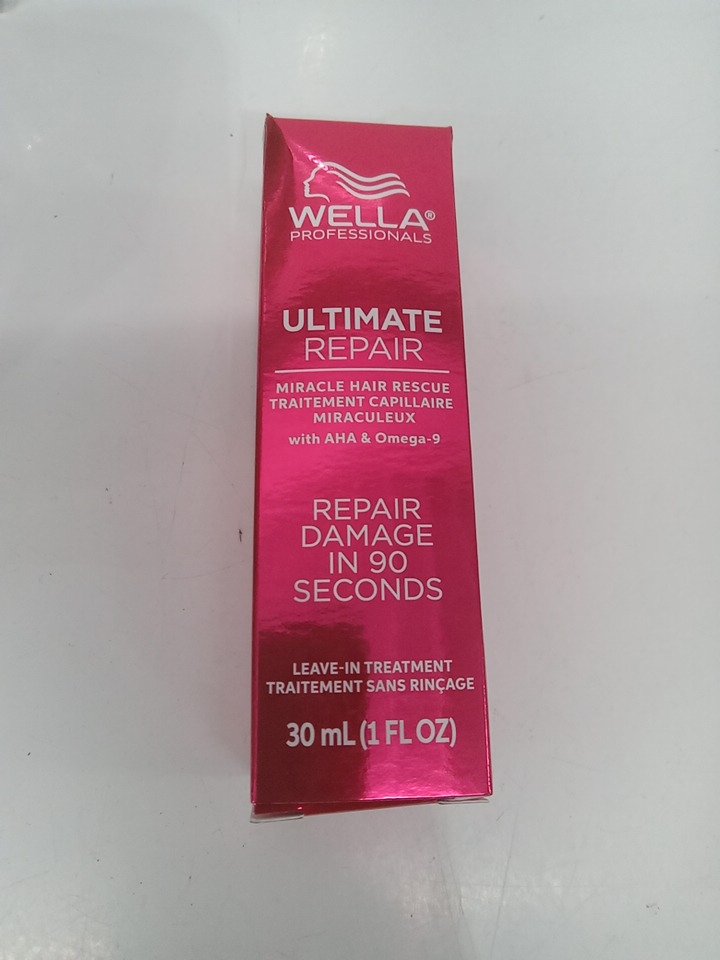 WELLA®
PROFESSIONALS
ULTIMATE
REPAIR
MIRACLE HAIR RESCUE
TRAITEMENT CAPILLAIRE
MIRACULEUX
with AHA & Omega-9
REPAIR
DAMAGE
IN 90
SECONDS
LEAVE-IN TREATMENT
TRAITEMENT SANS RINÇAGE
30 mL (1 FL OZ)